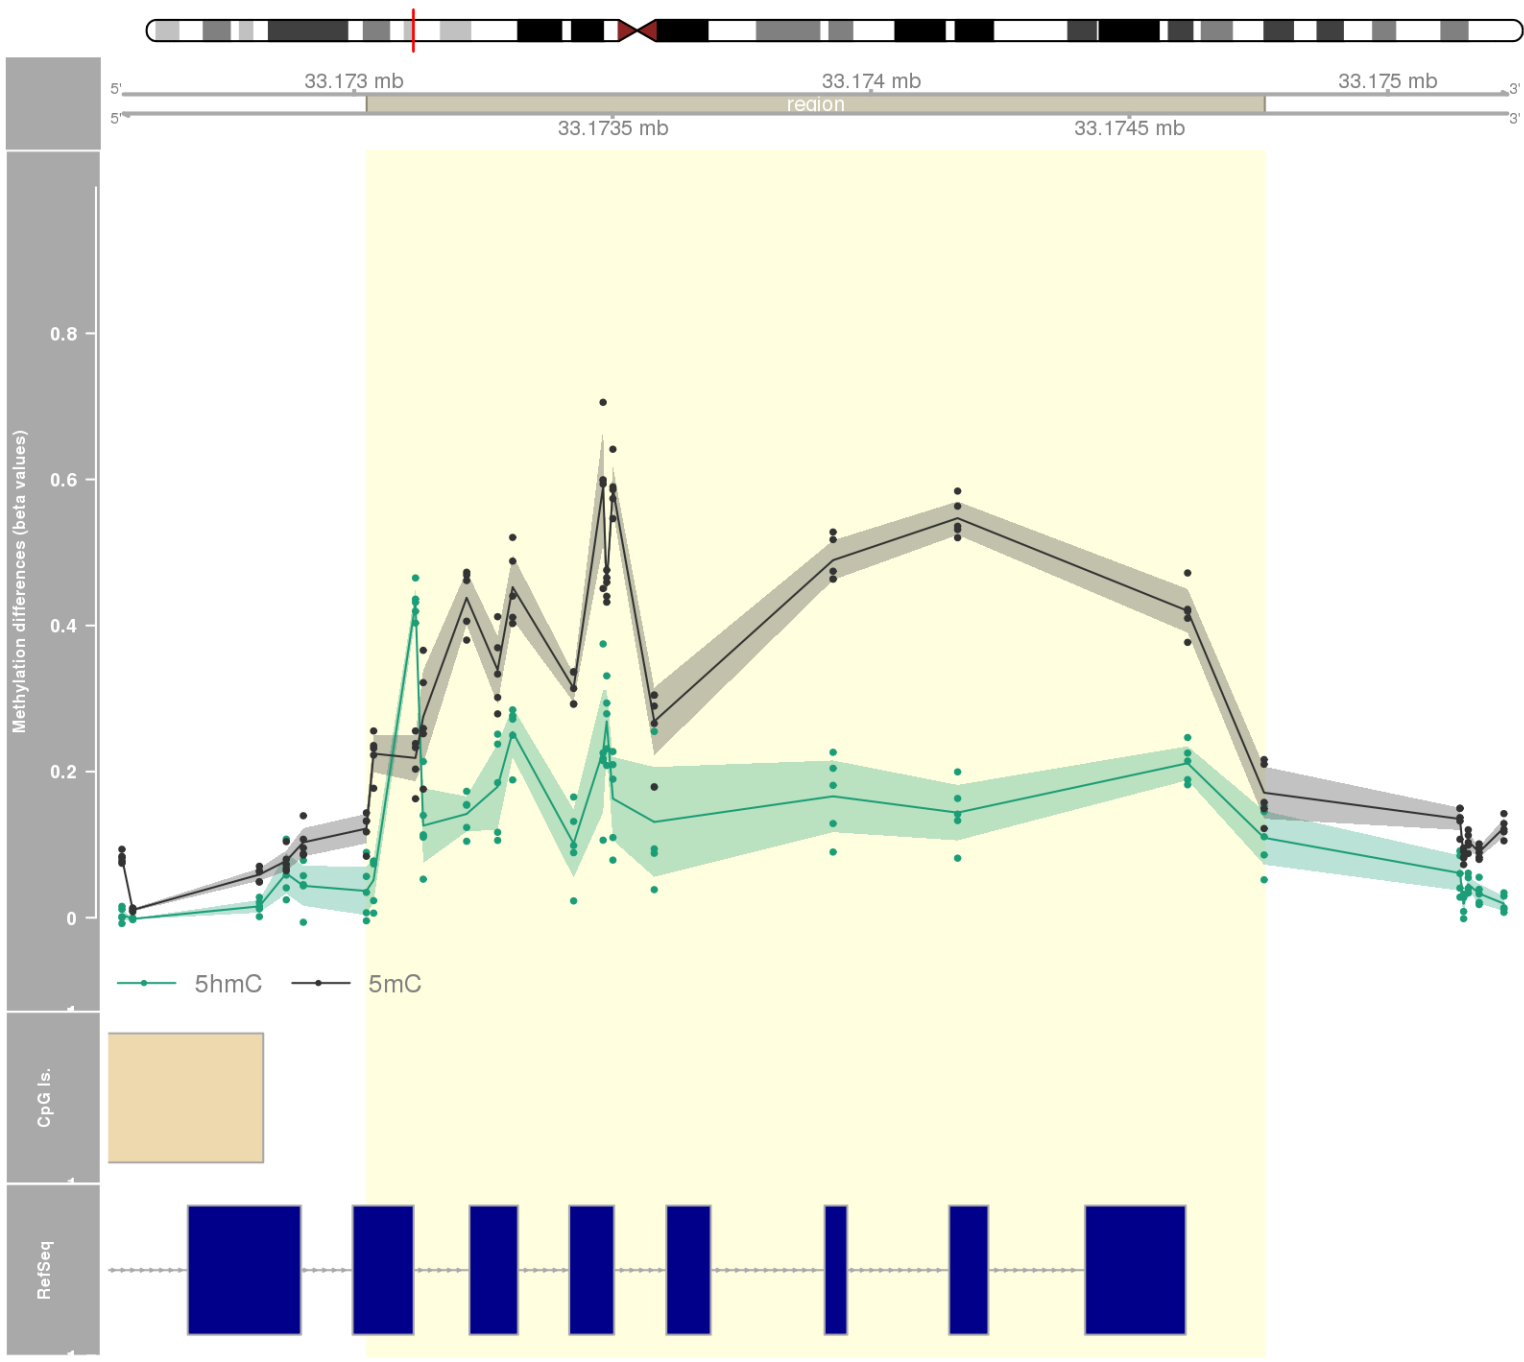 33.173 mb
33.174 mb
33.175 mb
5'
3'
region
5'
3'
33.1735 mb
33.1745 mb
Methylation differences (beta values)
0.8
0.6
0.4
0.2
0
5hmC
5mC
CpG Is.
RefSeq